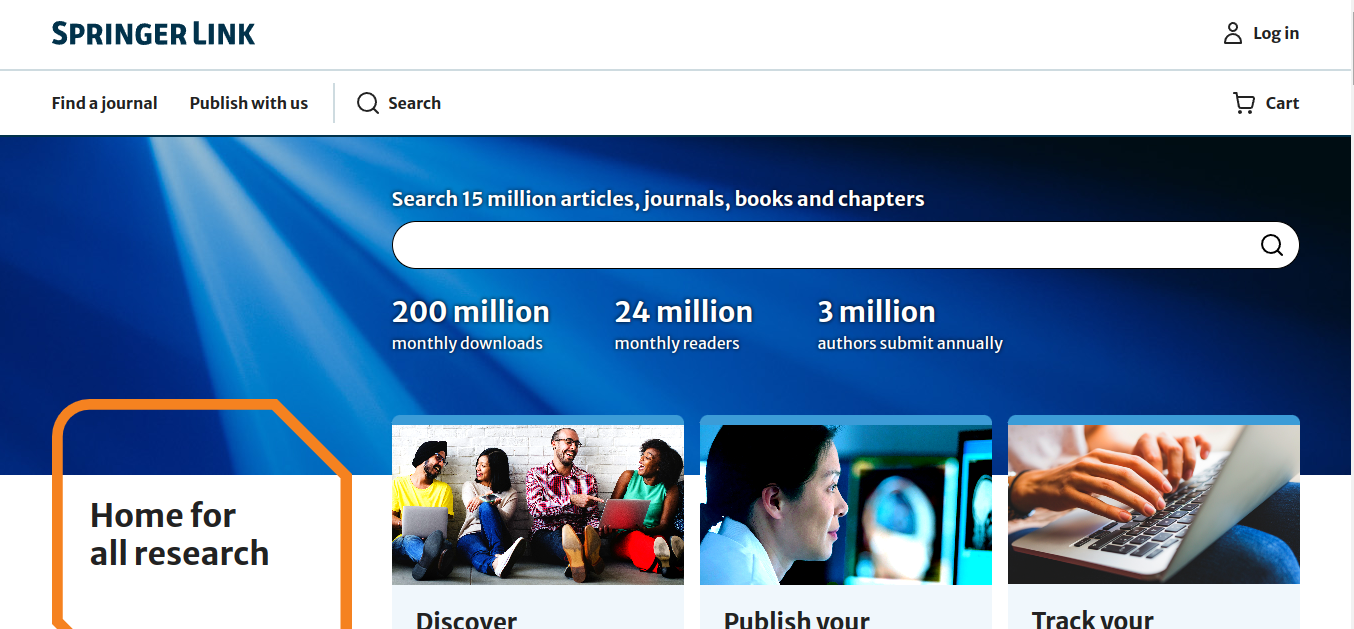 SPRINGER LINK
Log in
Find a journal
Publish with us
Search
Cart
Search 15 million articles, journals, books and chapters
200 million
monthly downloads
24 million
monthly readers
3 million
authors submit annually
Home for
all research
Discover
Publish your
Track your